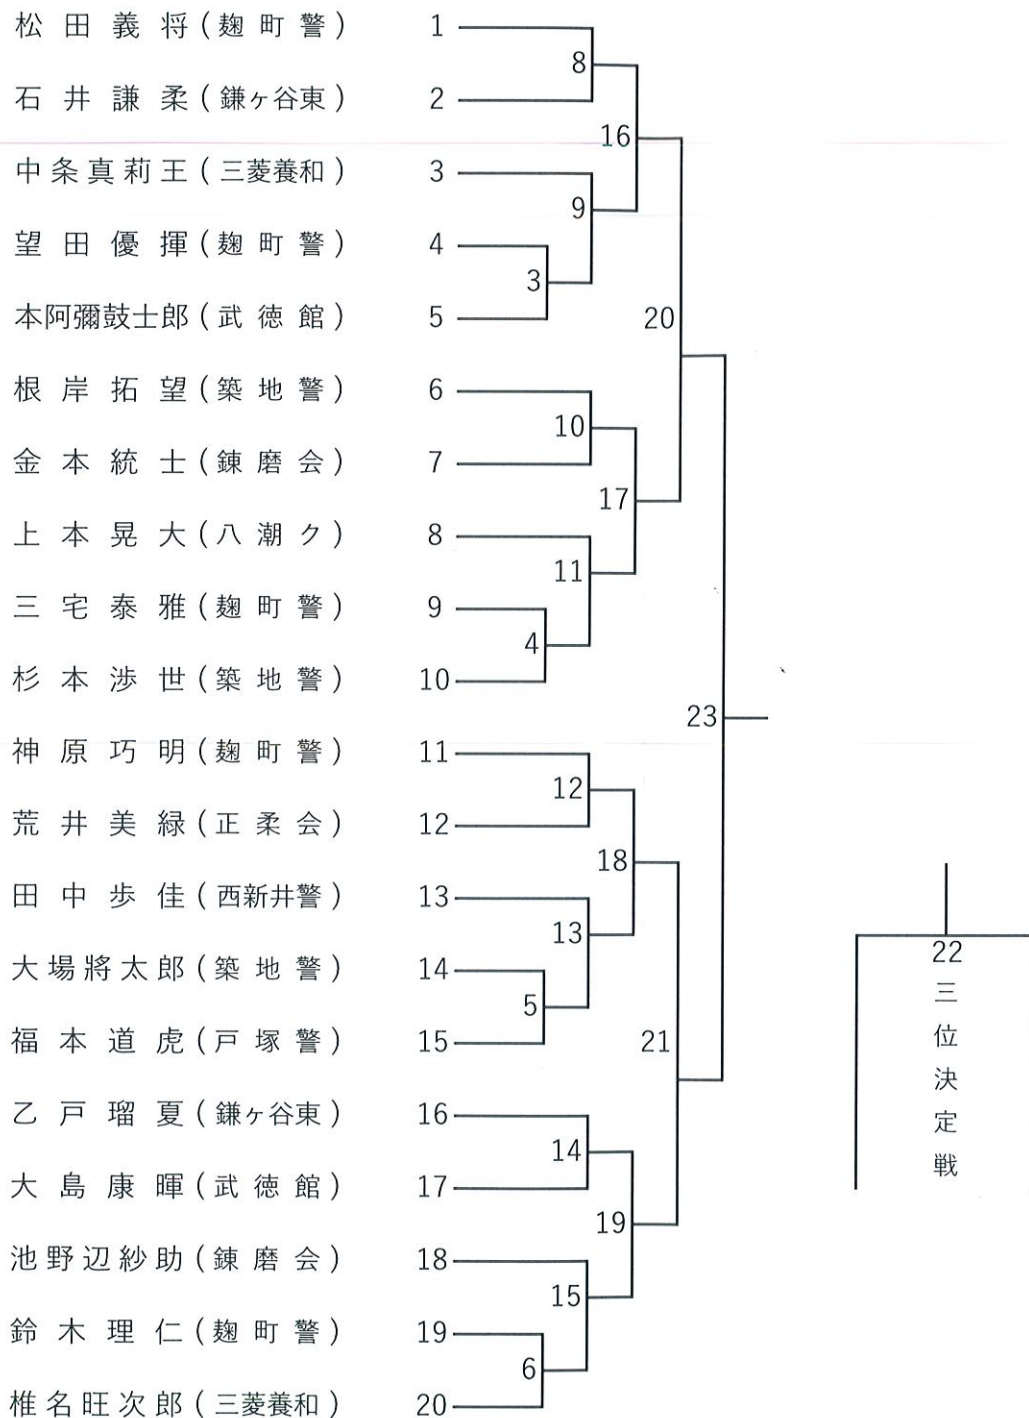 松田義将（麹町警） 1
8
石井謙柔（鎌ヶ谷東） 2
16
中条真莉王（三菱養和） 3
9
望田優揮（麹町警） 4
3
本阿彌鼓士郎（武徳館） 5
20
根岸拓望（築地警） 6
10
金本統士（錬磨会） 7
17
上本晃大（八潮ク） 8
11
三宅泰雅（麹町警） 9
4
杉本渉世（築地警） 10
23
神原巧明（麹町警） 11
12
荒井美緑（正柔会） 12
18
田中歩佳（西新井警） 13
13
大場將太郎（築地警） 14
5
福本道虎（戸塚警） 15
21
乙戸瑠夏（鎌ヶ谷東） 16
14
大島康暉（武徳館） 17
19
池野辺紗助（錬磨会） 18
15
鈴木理仁（麹町警） 19
6
椎名旺次郎（三菱養和） 20
22
三位決定戦